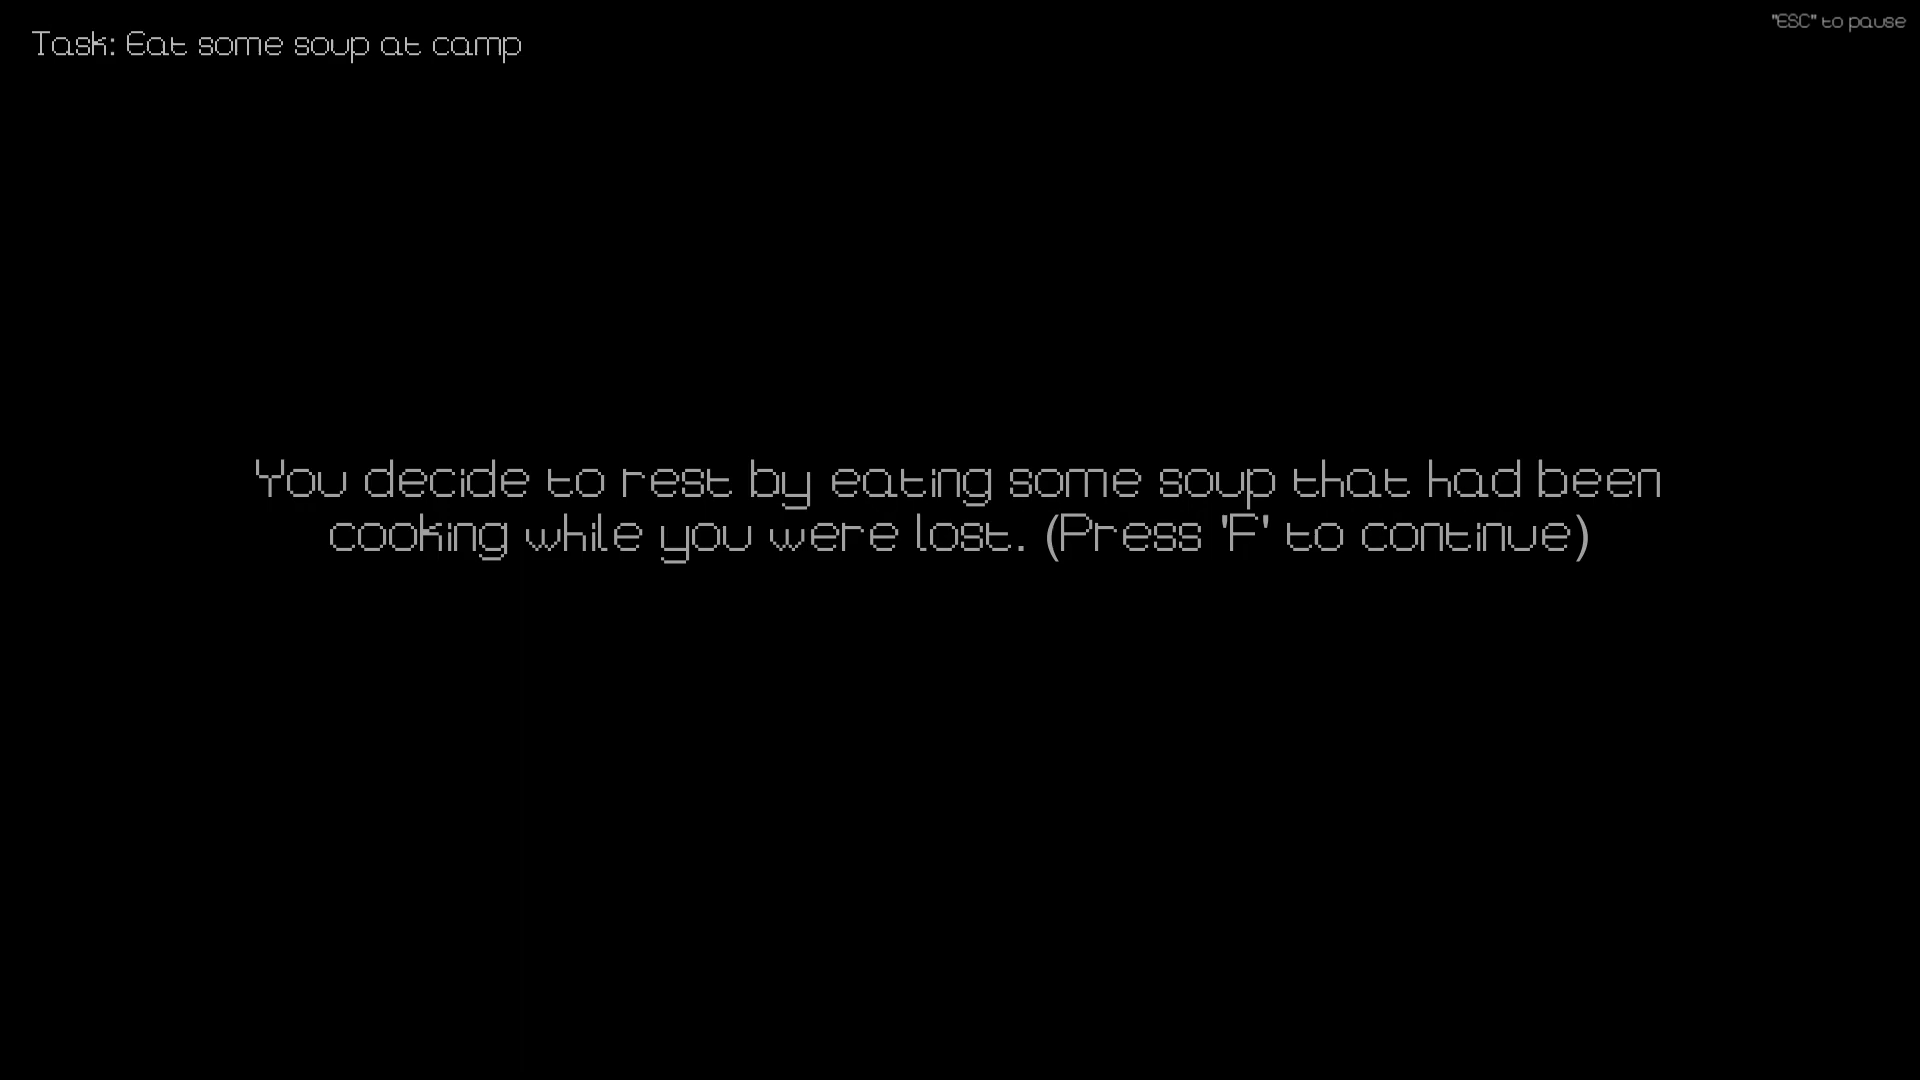 Task: Eat some soup at camp
"ESC" to pause
You decide to rest by eating some soup that had been
cooking while you were lost. (Press 'F' to continue)